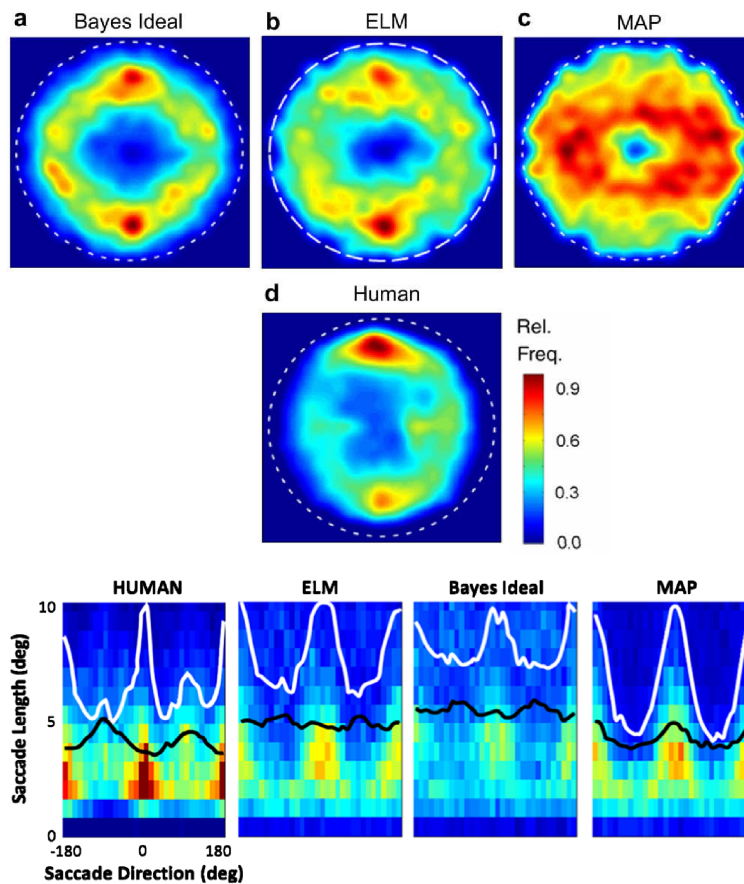 a Bayes Ideal b ELM c MAP
d Human
Rel.
Freq.
0.9
0.6
0.3
0.0
HUMAN ELM Bayes Ideal MAP
Saccade Length (deg)
10
5
0
-180 0 180
Saccade Direction (deg)